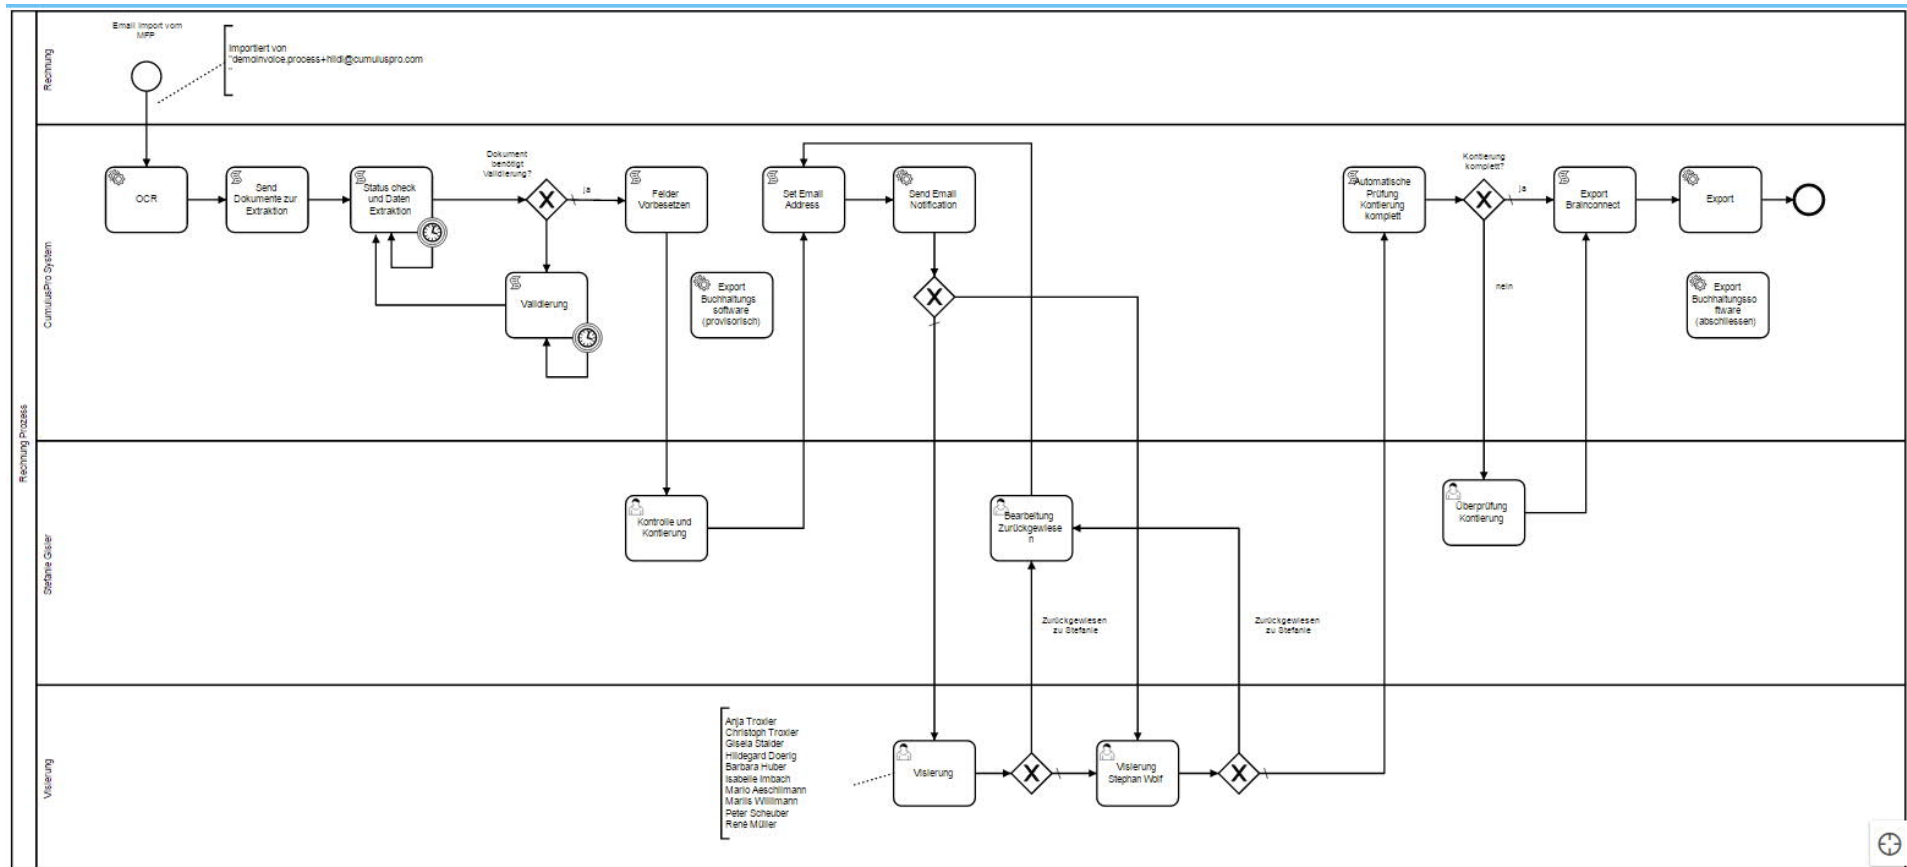 Rechnung Prozess
Rechnung
Email Import vom
MFP
Importiert von
"demoinvoice.process+hildi@cumuluspro.com
"
CumulusPro System
OCR
Send
Dokumente zur
Extraktion
Status check
und Daten
Extraktion
Dokument
benötigt
Validierung?
ja
Felder
Vorbesetzen
Validierung
Export
Buchhaltungs
software
(provisorisch)
Set Email
Address
Send Email
Notification
Automatische
Prüfung
Kontierung
komplett
Kontierung
komplett?
ja
nein
Export
Brainconnect
Export
Export
Buchhaltungsso
ftware
(abschliessen)
Stefanie Gisler
Kontrolle und
Kontierung
Bearbeitung
Zurückgewiese
n
Überprüfung
Kontierung
Zurückgewiesen
zu Stefanie
Zurückgewiesen
zu Stefanie
Visierung
Anja Troxler
Christoph Troxler
Gisela Stalder
Hildegard Doerig
Barbara Huber
Isabelle Imbach
Mario Aeschlimann
Marlis Willimann
Peter Scheuber
René Müller
Visierung
Visierung
Stephan Wolf